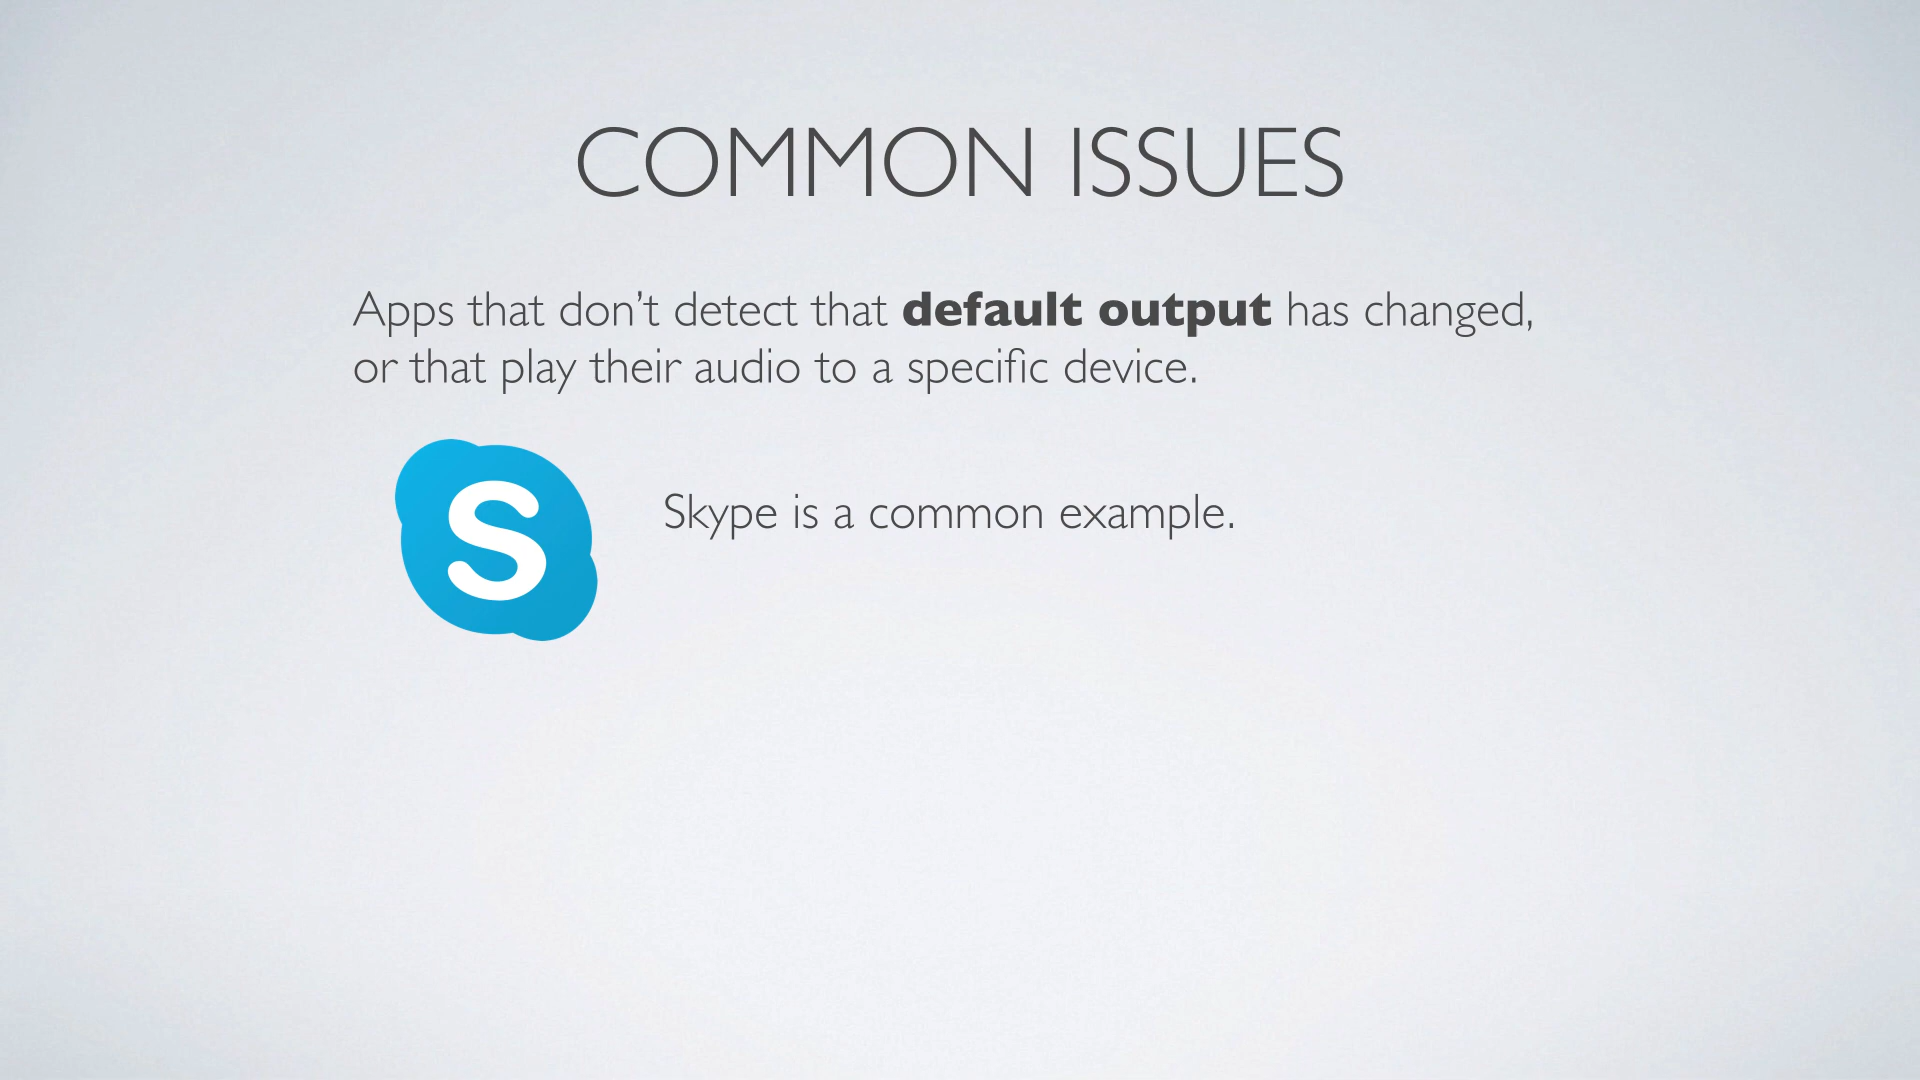 COMMON ISSUES
Apps that don’t detect that default output has changed,
or that play their audio to a specific device.
S
Skype is a common example.